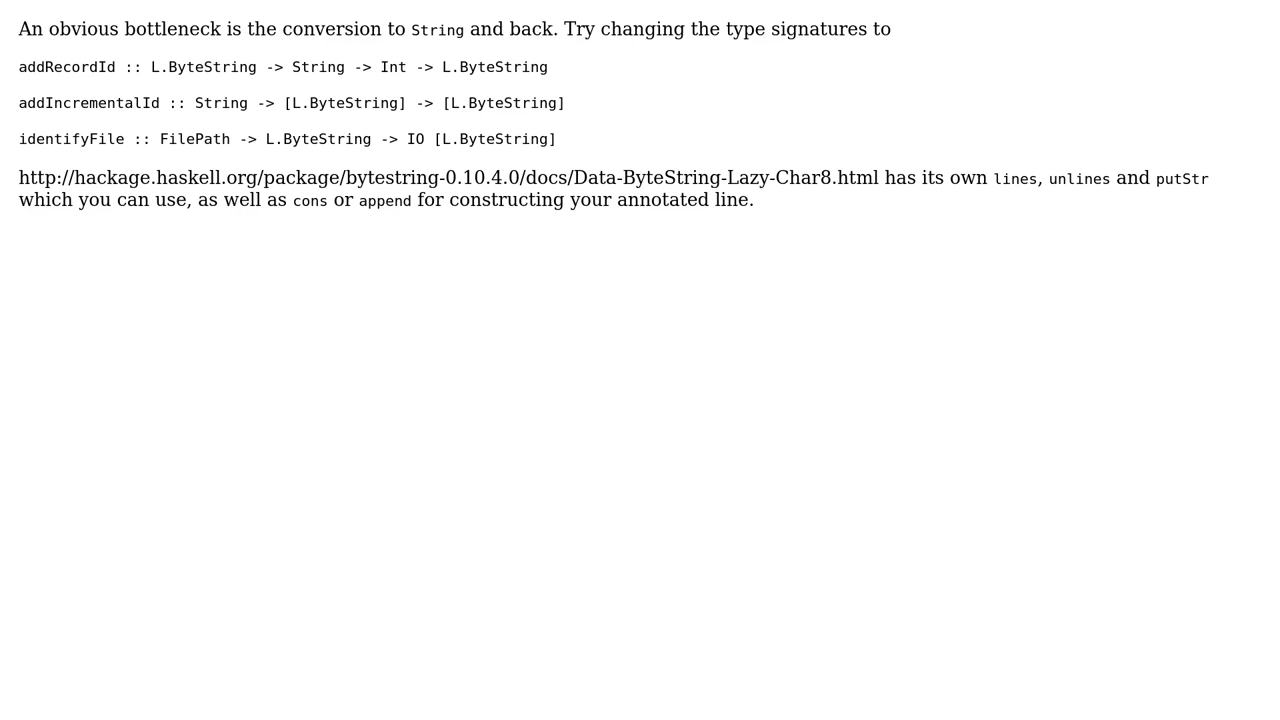 An obvious bottleneck is the conversion to String and back. Try changing the type signatures to
addRecordId :: L.ByteString -> String -> Int -> L.ByteString
addIncrementalId :: String -> [L.ByteString] -> [L.ByteString]
identifyFile :: FilePath -> L.ByteString -> IO [L.ByteString]
http://hackage.haskell.org/package/bytestring-0.10.4.0/docs/Data-ByteString-Lazy-Char8.html has its own lines, unlines and putStr
which you can use, as well as cons or append for constructing your annotated line.